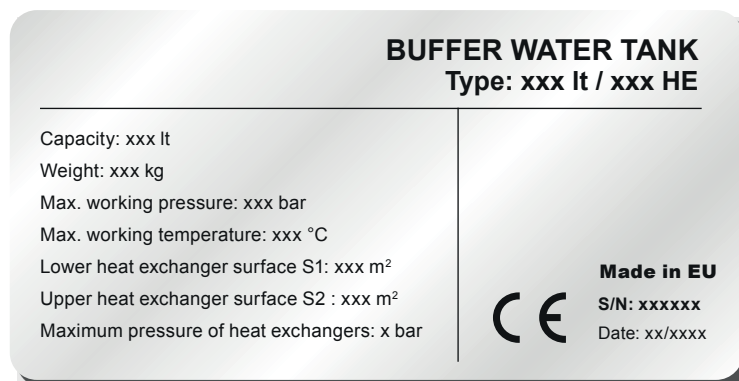 BUFFER WATER TANK
Type: xxx lt / xxx HE
Capacity: xxx lt
Weight: xxx kg
Max. working pressure: xxx bar
Max. working temperature: xxx °C
Lower heat exchanger surface S1: xxx m²
Upper heat exchanger surface S2 : xxx m²
Maximum pressure of heat exchangers: x bar
CE
Made in EU
S/N: xxxxxx
Date: xx/xxxx